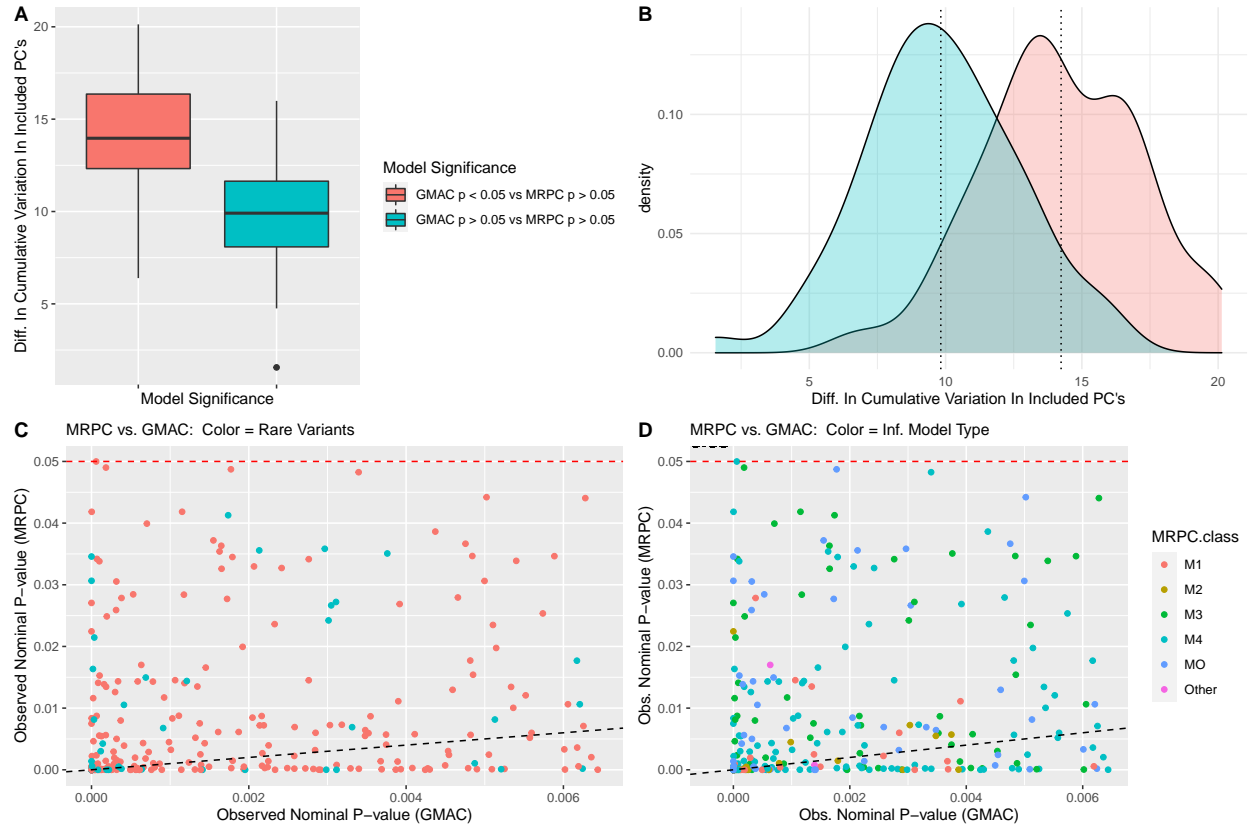 A
Diff. In Cumulative Variation In Included PC's
20
15
10
5
Model Significance
Model Significance
GMAC p < 0.05 vs MRPC p > 0.05
GMAC p > 0.05 vs MRPC p > 0.05
B
density
0.10
0.05
0.00
5
10
15
20
Diff. In Cumulative Variation In Included PC's
C
MRPC vs. GMAC: Color = Rare Variants
Observed Nominal P−value (MRPC)
0.05
0.04
0.03
0.02
0.01
0.00
0.000
0.002
0.004
0.006
Observed Nominal P−value (GMAC)
D
MRPC vs. GMAC: Color = Inf. Model Type
Obs. Nominal P−value (MRPC)
0.05
0.04
0.03
0.02
0.01
0.00
0.000
0.002
0.004
0.006
Obs. Nominal P−value (GMAC)
MRPC.class
M1
M2
M3
M4
MO
Other